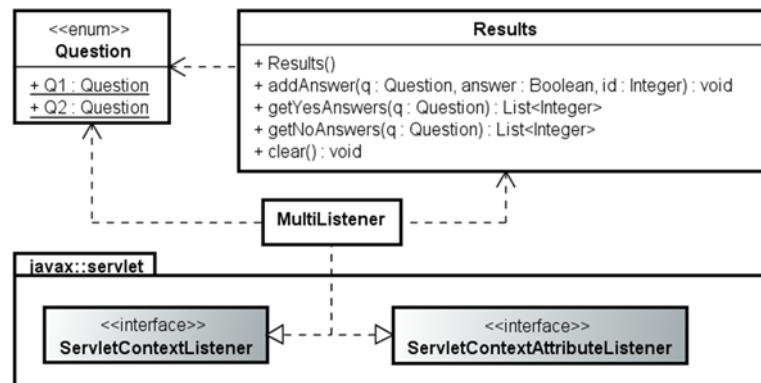 <<enum>>
Question
+ Q1 : Question
+ Q2 : Question
Results
+ Results()
+ addAnswer(q : Question, answer : Boolean, id : Integer) : void
+ getYesAnswers(q : Question) : List<Integer>
+ getNoAnswers(q : Question) : List<Integer>
+ clear() : void
MultiListener
javax::servlet
<<interface>>
ServletContextListener
<<interface>>
ServletContextAttributeListener